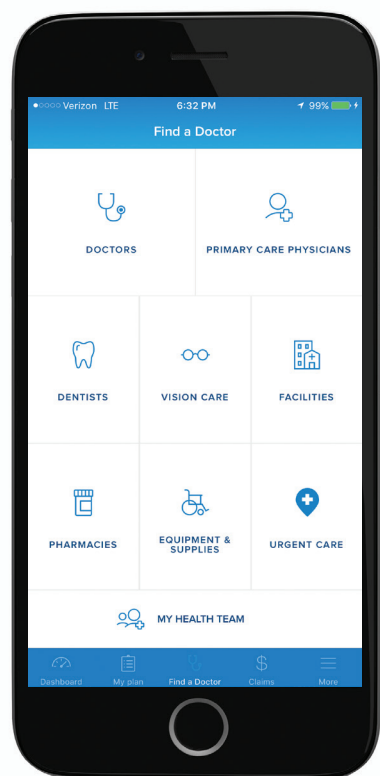 Verizon LTE 6:32 PM 99%
Find a Doctor
DOCTORS
PRIMARY CARE PHYSICIANS
DENTISTS
VISION CARE
FACILITIES
PHARMACIES
EQUIPMENT &
SUPPLIES
URGENT CARE
MY HEALTH TEAM
Dashboard My plan Find a Doctor Claims More